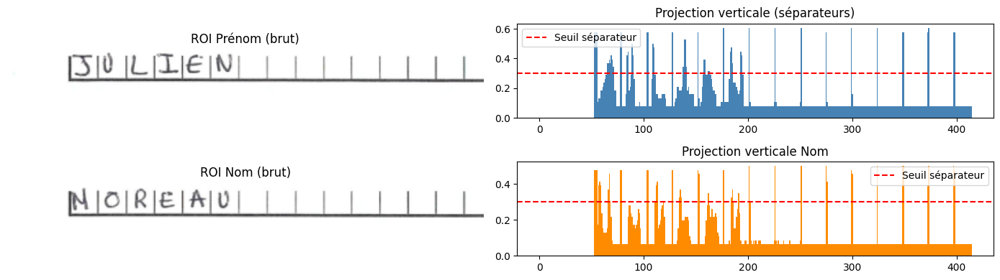 ROI Prénom (brut)
JULIEN
Projection verticale (séparateurs)
Seuil séparateur
0.6
0.4
0.2
0.0
0 100 200 300 400
ROI Nom (brut)
MOREAU
Projection verticale Nom
Seuil séparateur
0.4
0.2
0.0
0 100 200 300 400